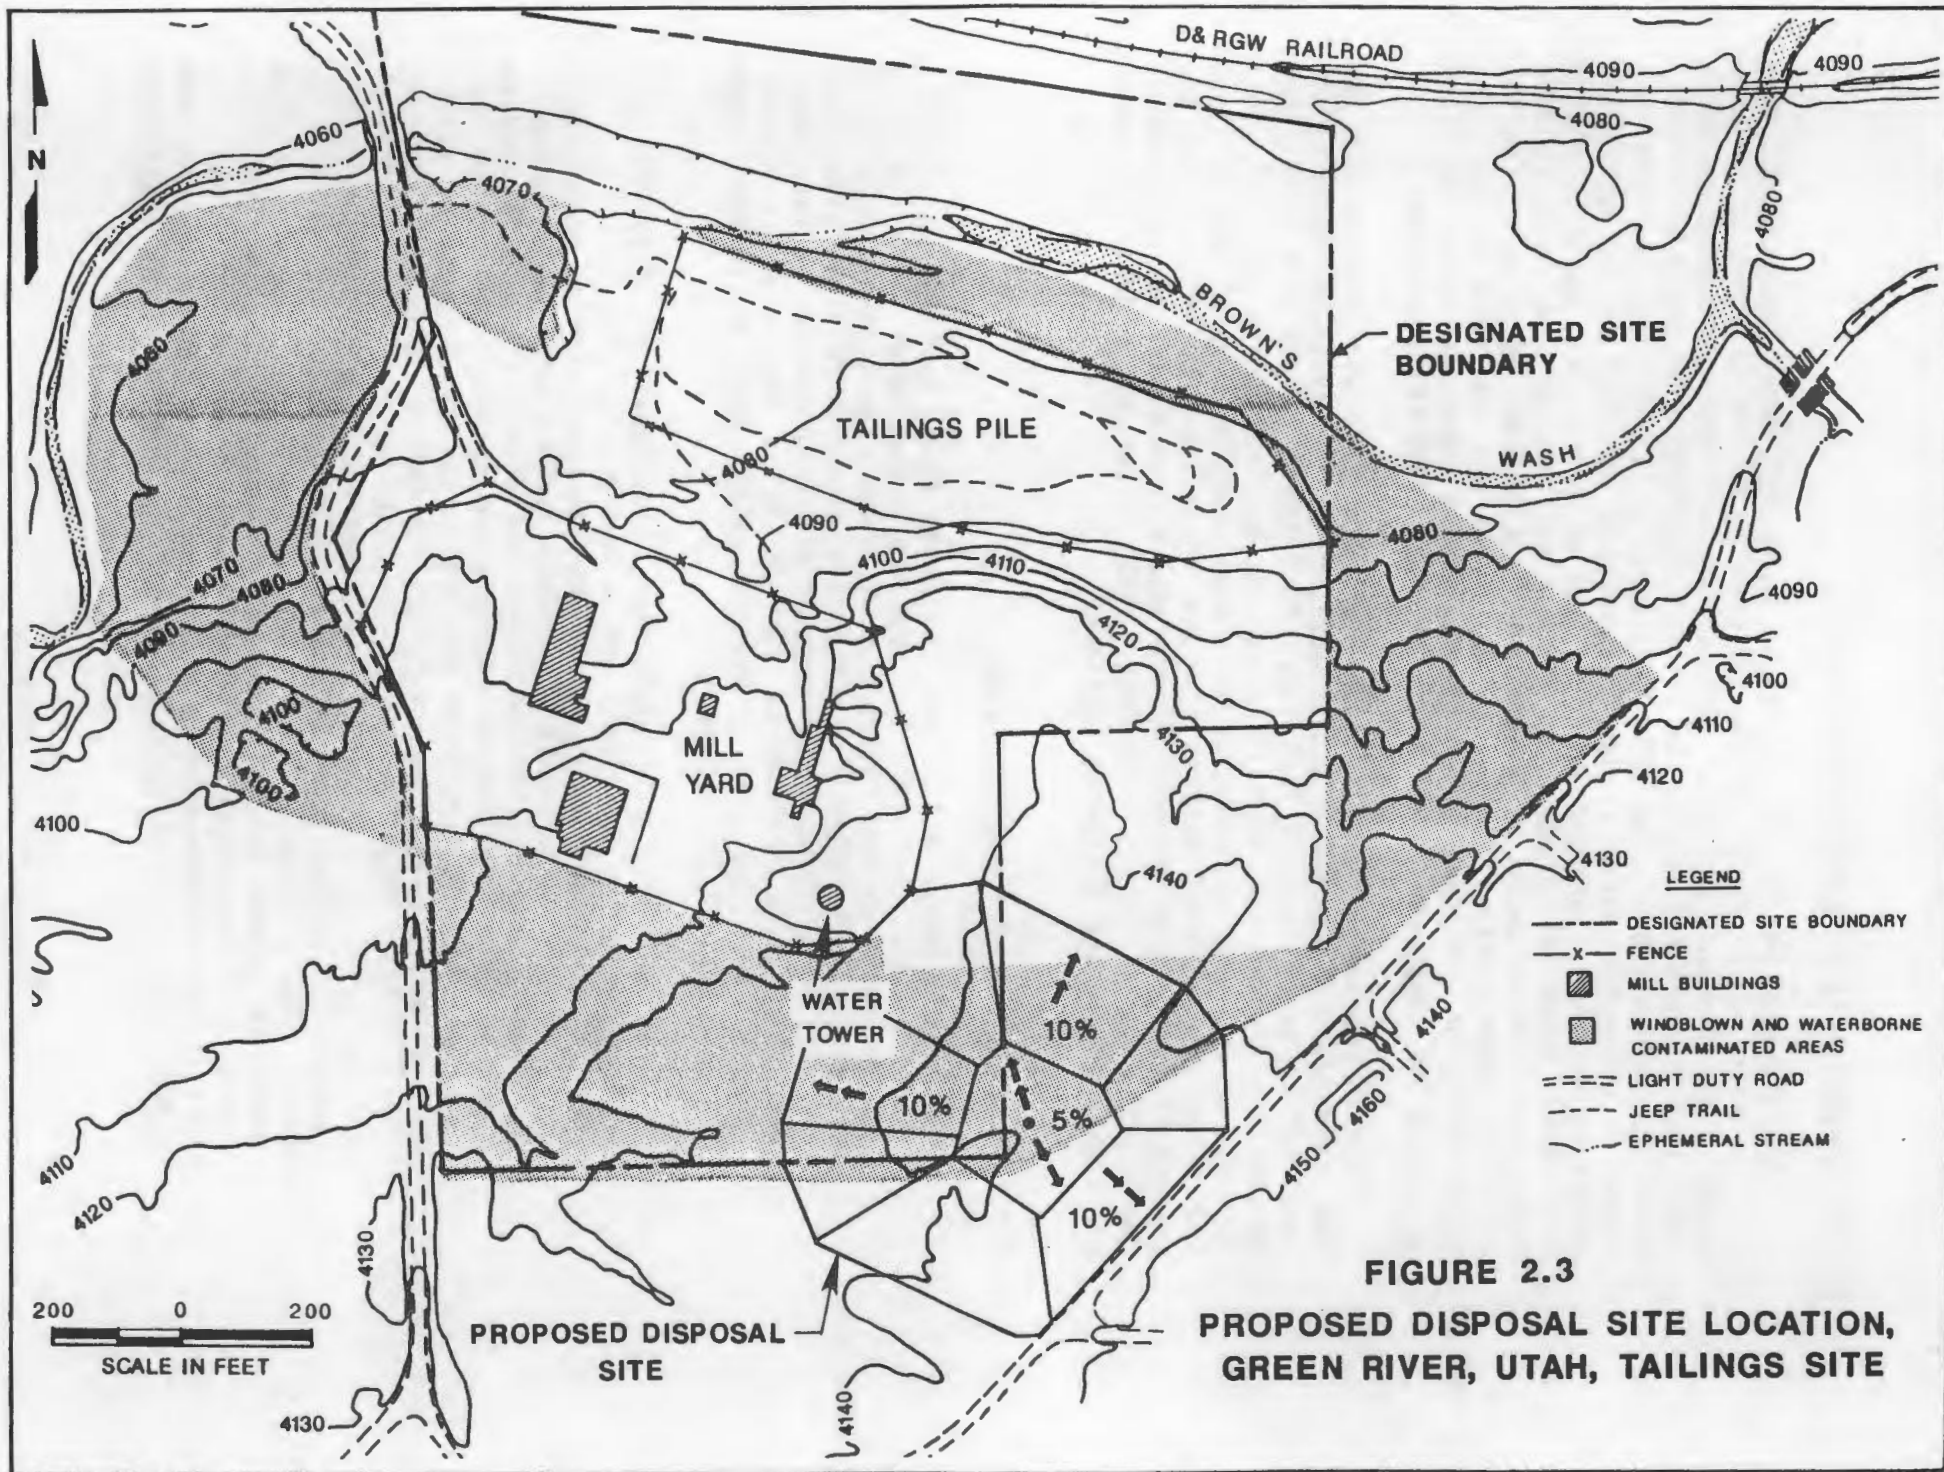 D& RGW RAILROAD
4090
4090
4080
4060
N
4070
4080
BROWN'S
WASH
DESIGNATED SITE
BOUNDARY
4080
TAILINGS PILE
4080
4090
4080
4100
4110
4070
4080
4090
4090
4120
4100
4100
4100
4110
MILL
YARD
4130
4120
4100
4130
4140
LEGEND
DESIGNATED SITE BOUNDARY
FENCE
MILL BUILDINGS
WINDBLOWN AND WATERBORNE
CONTAMINATED AREAS
LIGHT DUTY ROAD
JEEP TRAIL
EPHEMERAL STREAM
WATER
TOWER
10%
4140
10%
5%
4160
4110
4150
4120
10%
4130
FIGURE 2.3
PROPOSED DISPOSAL SITE LOCATION,
GREEN RIVER, UTAH, TAILINGS SITE
200 0 200
SCALE IN FEET
PROPOSED DISPOSAL
SITE
4140
4130